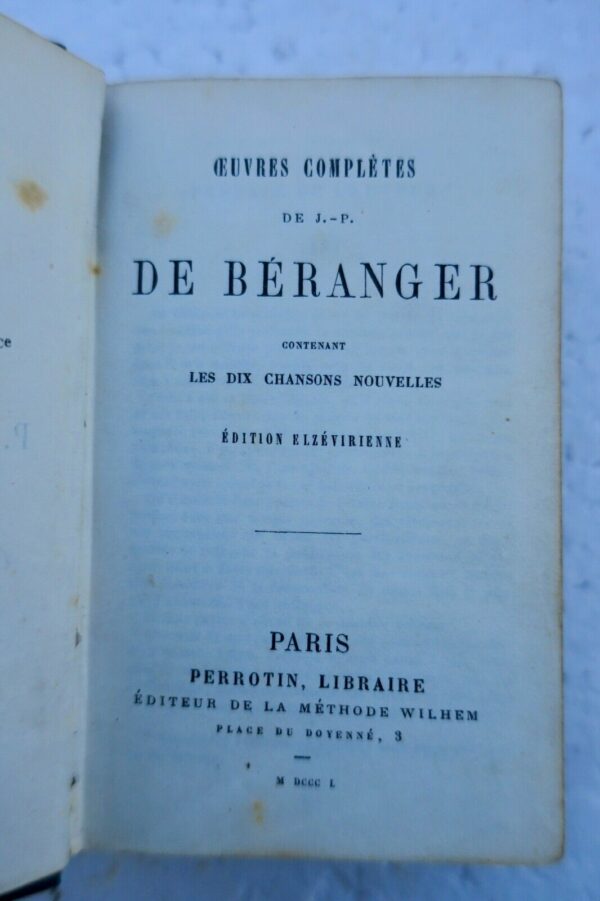 ŒUVRES COMPLÈTES
DE J.-P.
DE BÉRANGER
CONTENANT
LES DIX CHANSONS NOUVELLES
ÉDITION ELZÉVIRIENNE
PARIS
PERROTIN, LIBRAIRE
ÉDITEUR DE LA MÉTHODE WILHEM
PLACE DU DOYENNÉ, 3
M DCCC L